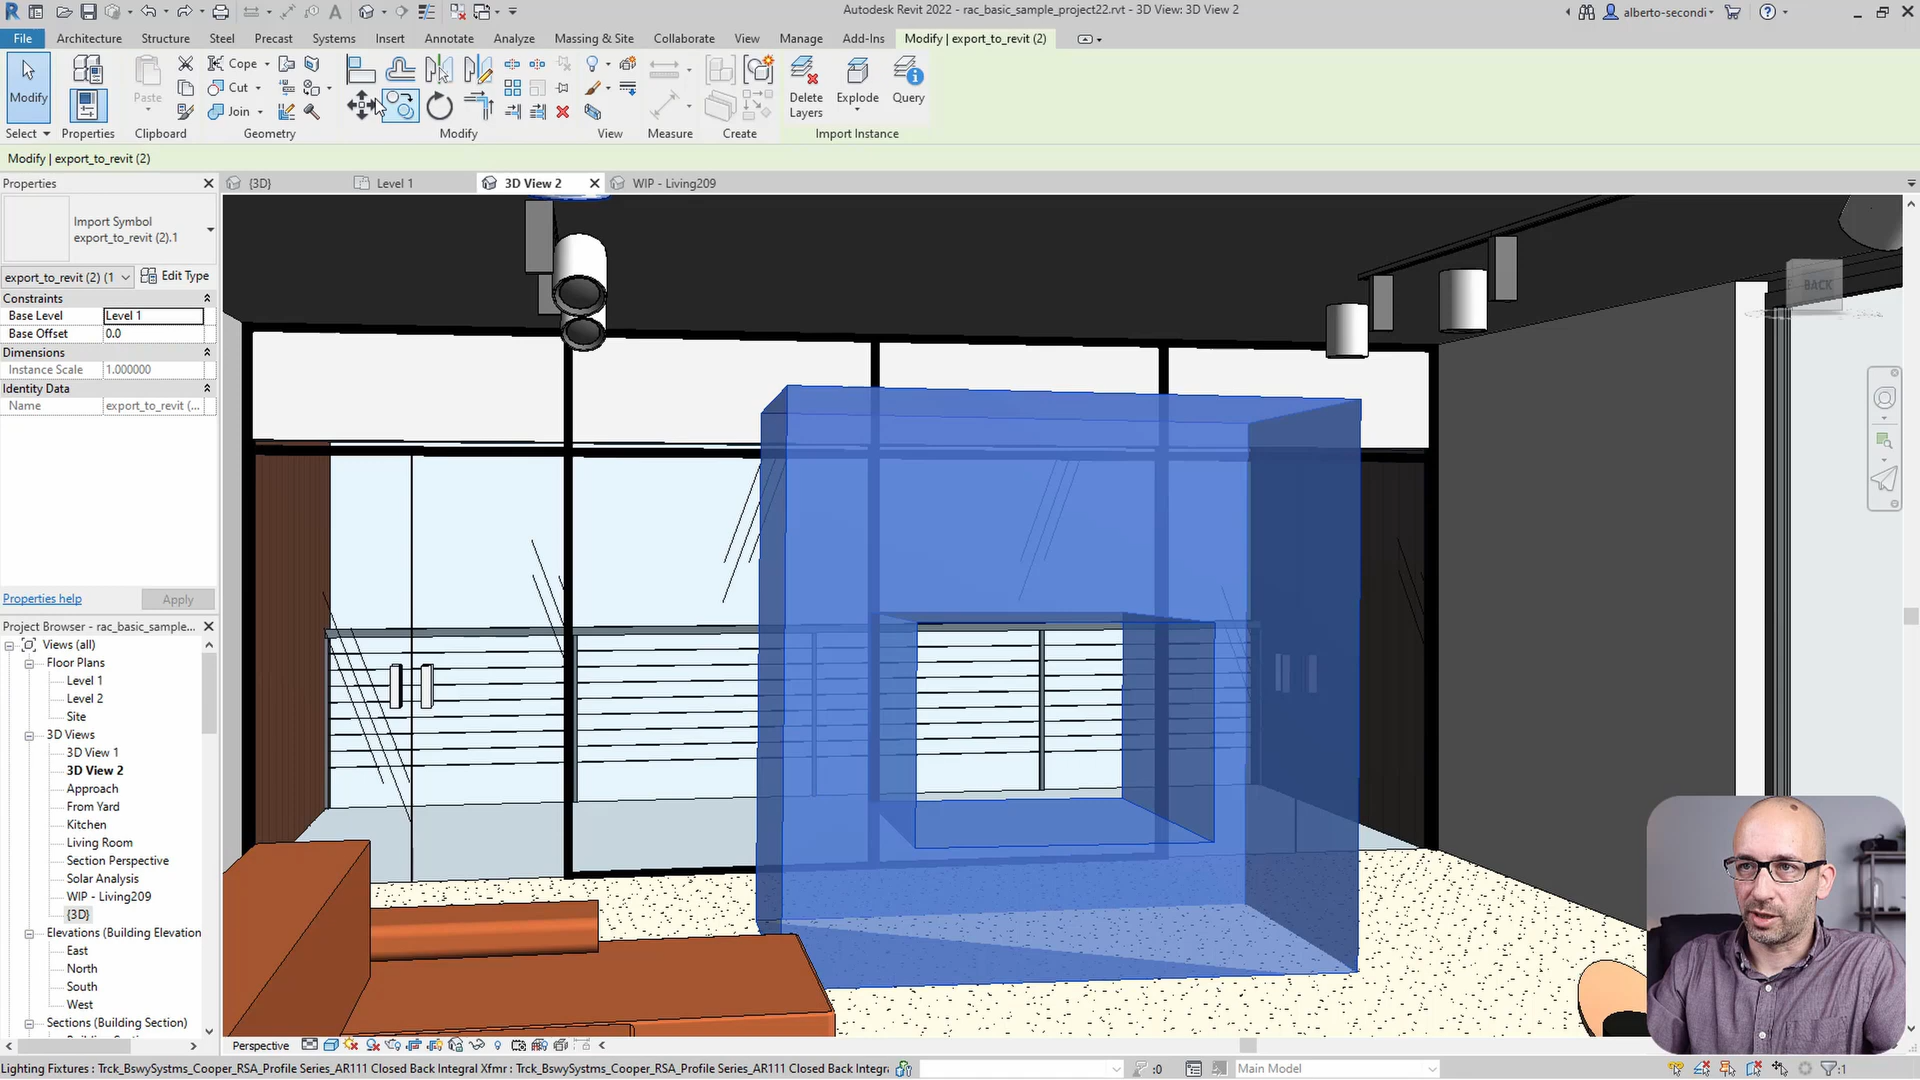 Autodesk Revit 2022 - rac_basic_sample_project22.rvt - 3D View: 3D View 2
alberto-secondi
File
Architecture
Structure
Steel
Precast
Systems
Insert
Annotate
Analyze
Massing & Site
Collaborate
View
Manage
Add-Ins
Modify | export_to_revit (2)
Modify
Paste
Cope
Cut
Join
Delete Layers
Explode
Query
Select
Properties
Clipboard
Geometry
Modify
View
Measure
Create
Import Instance
Modify | export_to_revit (2)
Properties
{3D}
Level 1
3D View 2
WIP - Living209
Import Symbol
export_to_revit (2).1
export_to_revit (2) (1
Edit Type
Constraints
Base Level Level 1
Base Offset 0.0
Dimensions
Instance Scale 1.000000
Identity Data
Name export_to_revit (...
Properties help
Apply
BACK
Project Browser - rac_basic_sample...
Views (all)
Floor Plans
Level 1
Level 2
Site
3D Views
3D View 1
3D View 2
Approach
From Yard
Kitchen
Living Room
Section Perspective
Solar Analysis
WIP - Living209
{3D}
Elevations (Building Elevation
East
North
South
West
Sections (Building Section)
Perspective
Lighting Fixtures : Trck_BswySystms_Cooper_RSA_Profile Series_AR111 Closed Back Integral Xfmr : Trck_BswySystms_Cooper_RSA_Profile Series_AR111 Closed Back Integra
:0
Main Model
:1